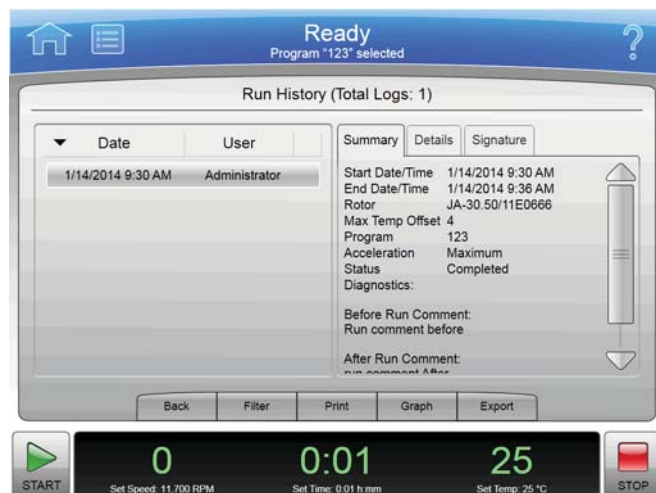 Ready
Program "123" selected
Run History (Total Logs: 1)
Date User
1/14/2014 9:30 AM Administrator
Summary Details Signature
Start Date/Time 1/14/2014 9:30 AM
End Date/Time 1/14/2014 9:36 AM
Rotor JA-30.50/11E0666
Max Temp Offset 4
Program 123
Acceleration Maximum
Status Completed
Diagnostics:
Before Run Comment:
Run comment before
After Run Comment:
run comment After
Back Filter Print Graph Export
START
0
Set Speed: 11,700 RPM
0:01
Set Time: 0:01 h:mm
25
Set Temp: 25 °C
STOP